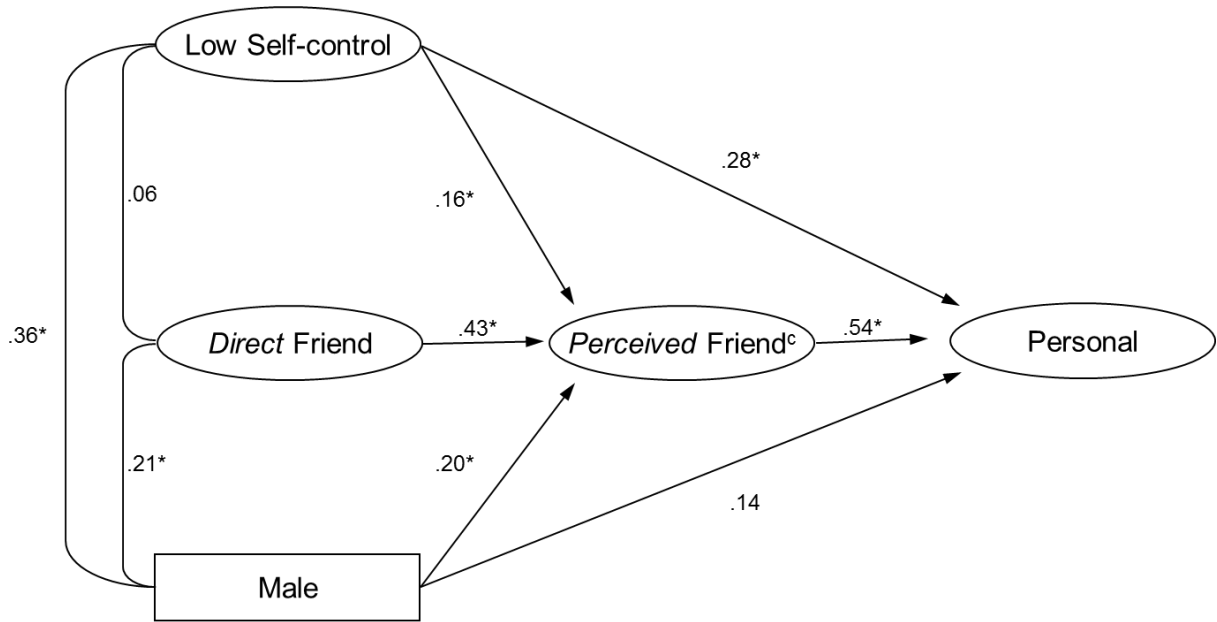 Low Self-control
.28*
.06
.16*
.36*
Direct Friend
.43*
Perceived Friendᶜ
.54*
Personal
.21*
.20*
.14
Male